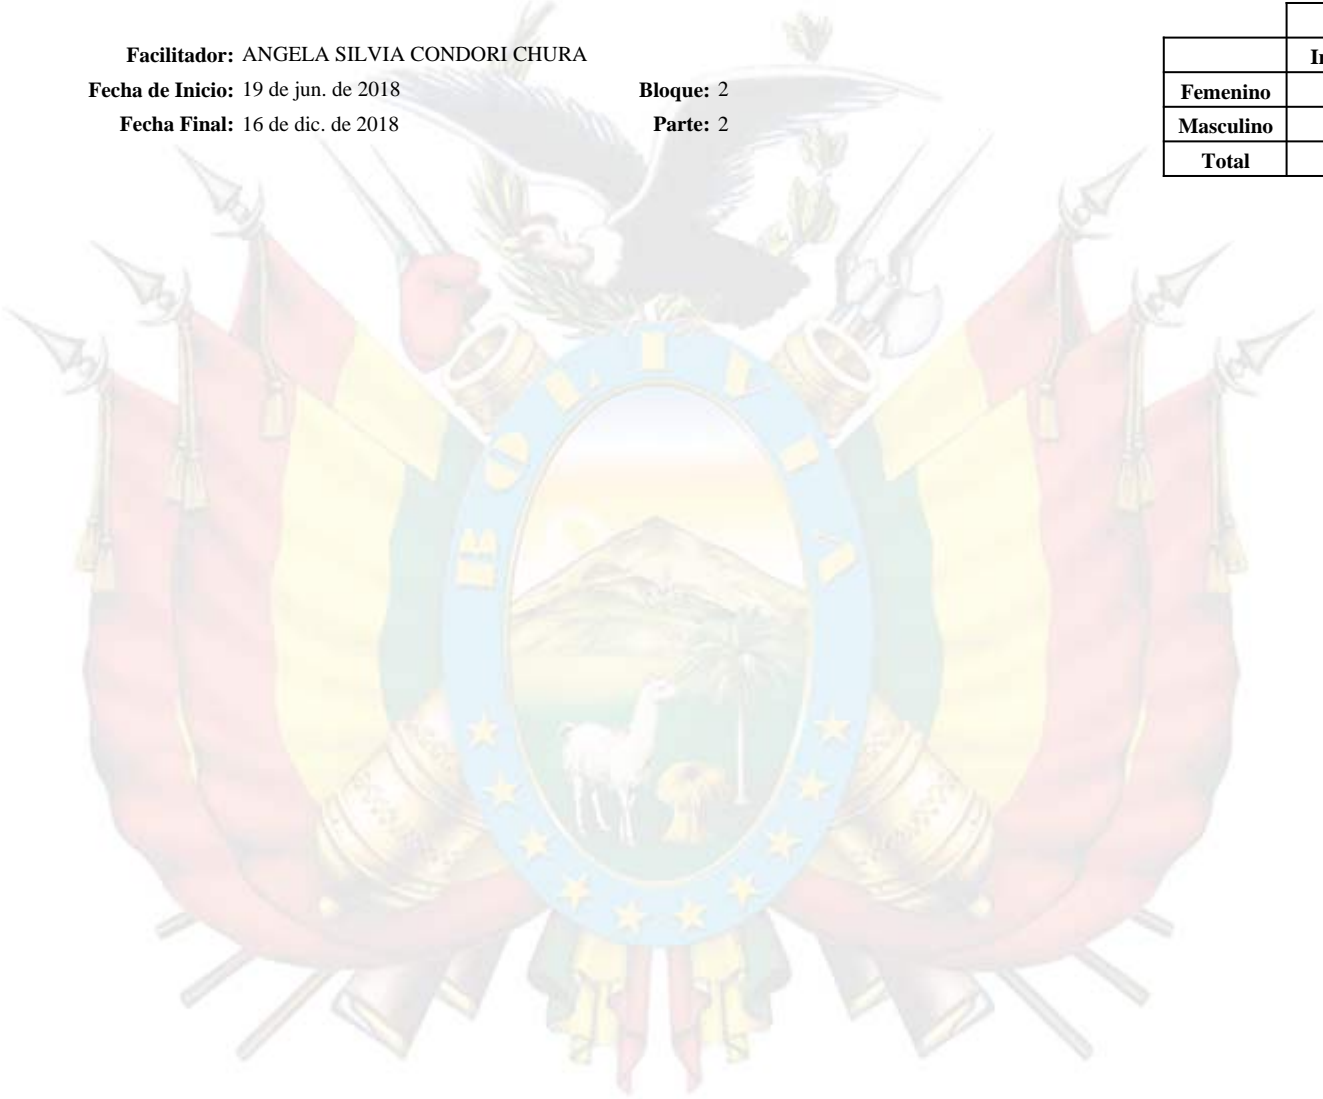 Facilitador: ANGELA SILVIA CONDORI CHURA
Fecha de Inicio: 19 de jun. de 2018 Bloque: 2
Fecha Final: 16 de dic. de 2018 Parte: 2
Femenino
Masculino
Total
BOLIVIA